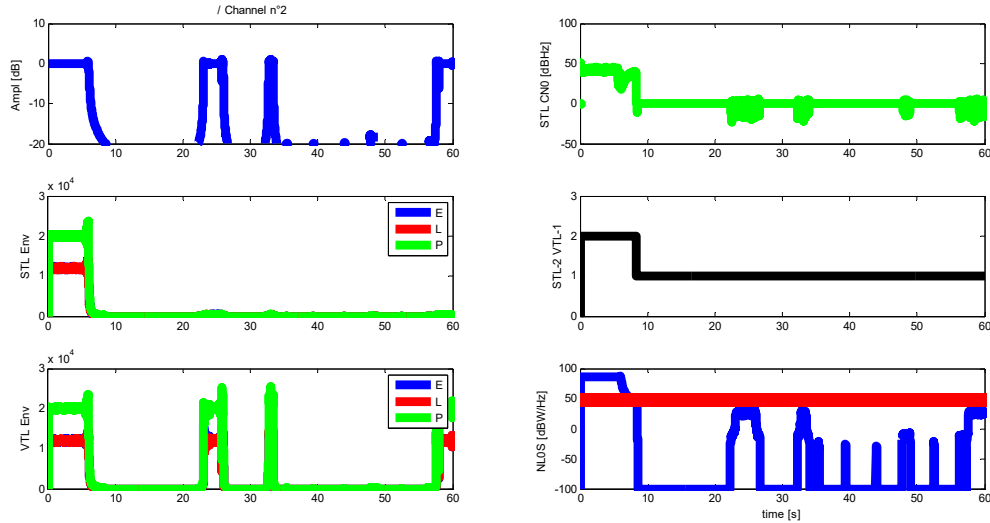 / Channel n°2
10
0
-10
-20
Ampl [dB]
0 10 20 30 40 50 60
100
50
0
-50
STL CN0 [dBHz]
0 10 20 30 40 50 60
x 10^4
3
2
1
0
STL Env
E
L
P
0 10 20 30 40 50 60
3
2
1
0
STL-2 VTL-1
0 10 20 30 40 50 60
x 10^4
3
2
1
0
VTL Env
E
L
P
0 10 20 30 40 50 60
100
50
0
-50
-100
NL0S [dBW/Hz]
0 10 20 30 40 50 60
time [s]